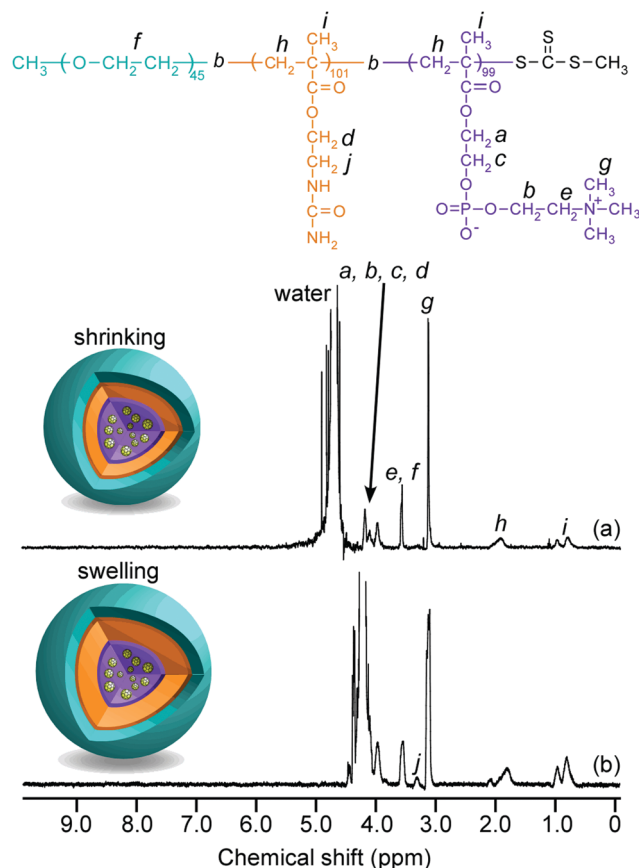 f h i h i
CH₃—(O—CH₂—CH₂)₄₅—b—(CH₂—C)₁₀₁—b—(CH₂—C)₉₉—S—C—S—CH₃
CH₃ CH₃ S
C=O C=O
O O
CH₂ d CH₂ a
CH₂ j CH₂ c g
NH O b e CH₃
C=O O=P—O—CH₂—CH₂—N⁺—CH₃
NH₂ O⁻ CH₃
a, b, c, d
water g
shrinking
e, f
h i (a)
swelling
j (b)
9.0 8.0 7.0 6.0 5.0 4.0 3.0 2.0 1.0 0
Chemical shift (ppm)